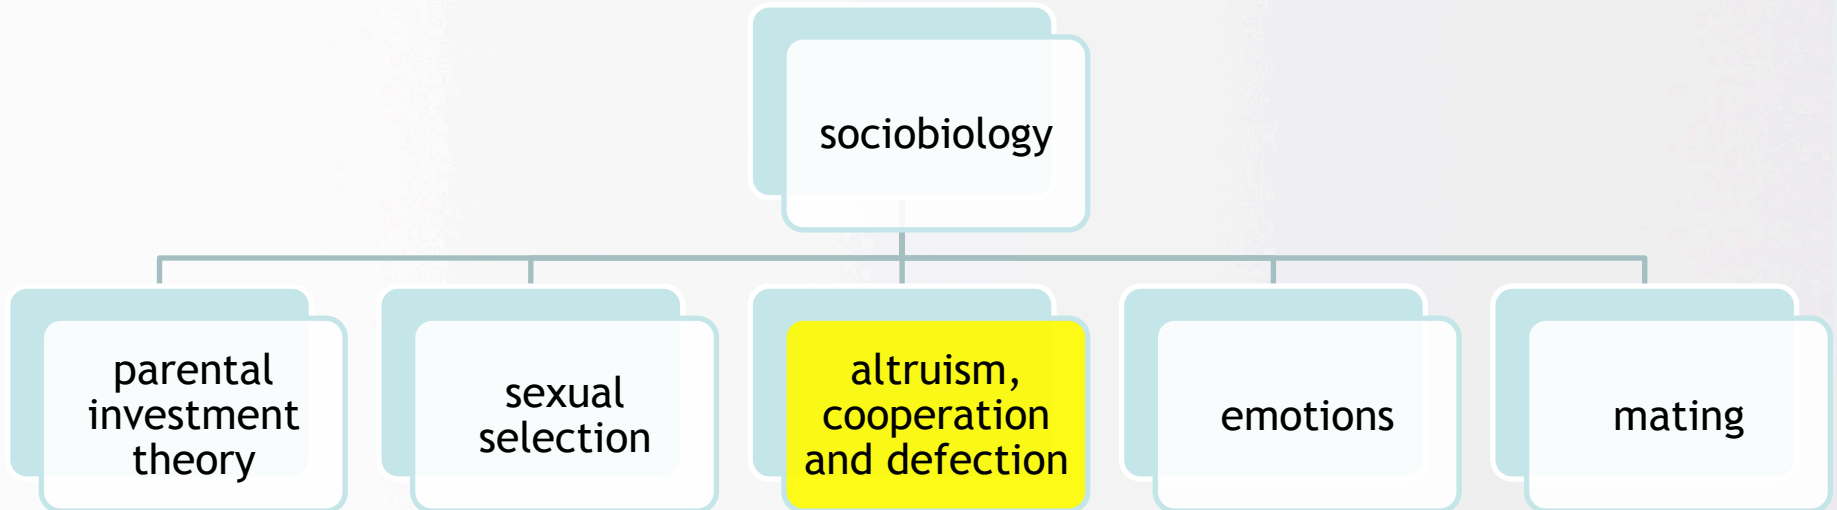 sociobiology
parental
investment
theory
sexual
selection
altruism,
cooperation
and defection
emotions
mating